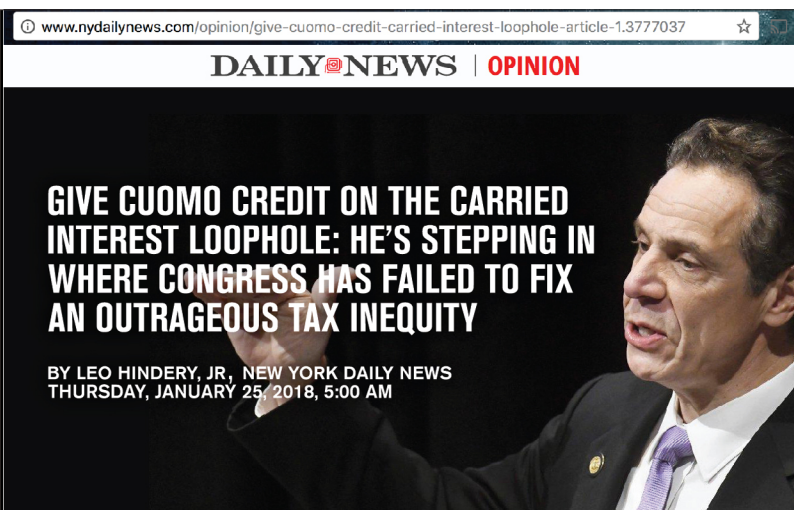 www.nydailynews.com/opinion/give-cuomo-credit-carried-interest-loophole-article-1.3777037
DAILY NEWS | OPINION
GIVE CUOMO CREDIT ON THE CARRIED
INTEREST LOOPHOLE: HE'S STEPPING IN
WHERE CONGRESS HAS FAILED TO FIX
AN OUTRAGEOUS TAX INEQUITY
BY LEO HINDERY, JR, NEW YORK DAILY NEWS
THURSDAY, JANUARY 25, 2018, 5:00 AM